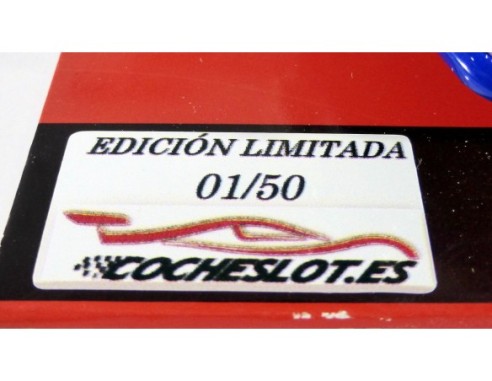 EDICIÓN LIMITADA
01/50
COCHESLOT.ES